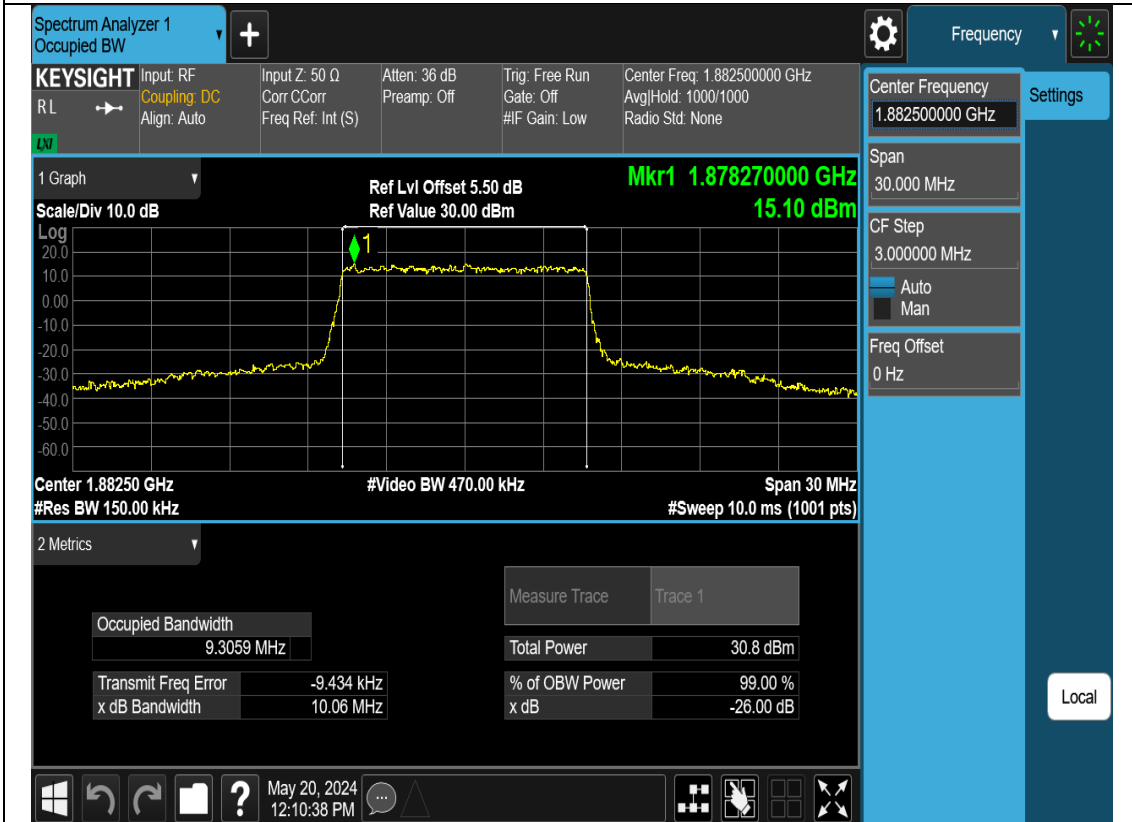 Spectrum Analyzer 1
Occupied BW
Frequency
KEYSIGHT
RL
LXI
Input: RF
Coupling: DC
Align: Auto
Input Z: 50 Ω
Corr CCorr
Freq Ref: Int (S)
Atten: 36 dB
Preamp: Off
Trig: Free Run
Gate: Off
#IF Gain: Low
Center Freq: 1.882500000 GHz
Avg|Hold: 1000/1000
Radio Std: None
Center Frequency
1.882500000 GHz
Settings
Span
30.000 MHz
CF Step
3.000000 MHz
Auto
Man
Freq Offset
0 Hz
Local
1 Graph
Scale/Div 10.0 dB
Ref Lvl Offset 5.50 dB
Ref Value 30.00 dBm
Mkr1 1.878270000 GHz
15.10 dBm
Log
1
20.0
10.0
0.00
-10.0
-20.0
-30.0
-40.0
-50.0
-60.0
Center 1.88250 GHz
#Video BW 470.00 kHz
Span 30 MHz
#Res BW 150.00 kHz
#Sweep 10.0 ms (1001 pts)
2 Metrics
Measure Trace Trace 1
Occupied Bandwidth
9.3059 MHz
Total Power 30.8 dBm
Transmit Freq Error -9.434 kHz
% of OBW Power 99.00 %
x dB Bandwidth 10.06 MHz
x dB -26.00 dB
?
May 20, 2024
12:10:38 PM